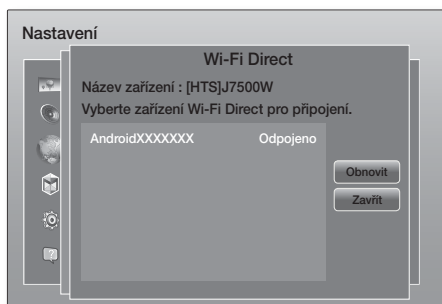 Nastavení
Wi-Fi Direct
Název zařízení : [HTS]J7500W
Vyberte zařízení Wi-Fi Direct pro připojení.
AndroidXXXXXXX Odpojeno
Obnovit
Zavřít
?